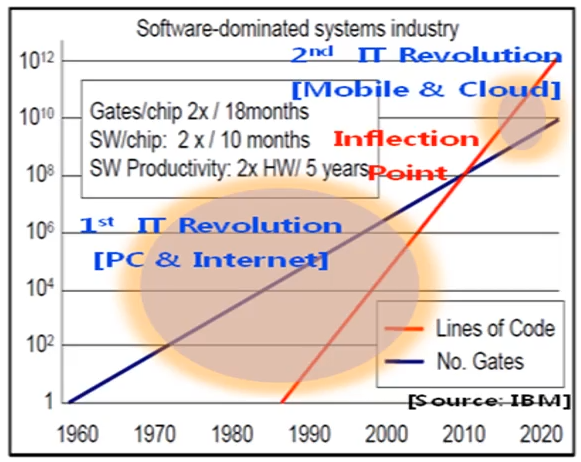 Software-dominated systems industry
2nd IT Revolution
[Mobile & Cloud]
Gates/chip 2x / 18months
SW/chip: 2 x / 10 months
SW Productivity: 2x HW/ 5 years
Inflection
Point
1st IT Revolution
[PC & Internet]
10¹²
10¹⁰
10⁸
10⁶
10⁴
10²
1
Lines of Code
No. Gates
[Source: IBM]
1960 1970 1980 1990 2000 2010 2020